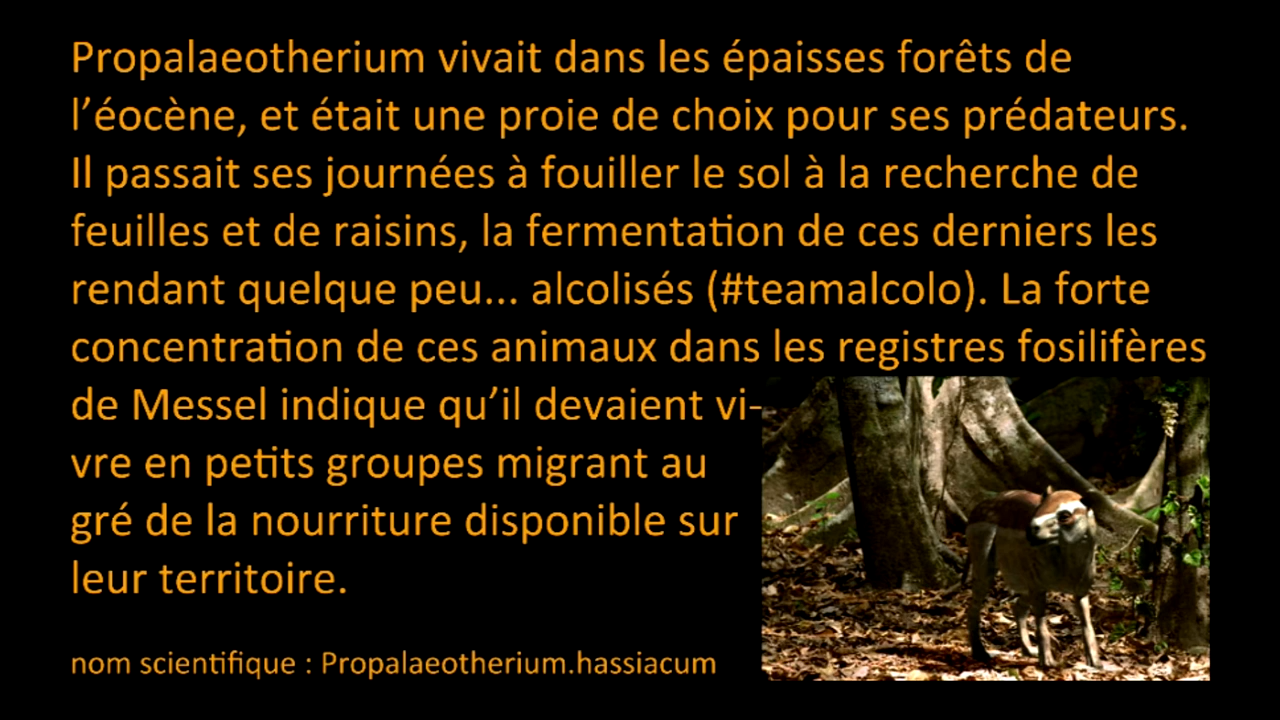 Propalaeotherium vivait dans les épaisses forêts de
l’éocène, et était une proie de choix pour ses prédateurs.
Il passait ses journées à fouiller le sol à la recherche de
feuilles et de raisins, la fermentation de ces derniers les
rendant quelque peu... alcolisés (#teamalcolo). La forte
concentration de ces animaux dans les registres fosilifères
de Messel indique qu’il devaient vi-
vre en petits groupes migrant au
gré de la nourriture disponible sur
leur territoire.
nom scientifique : Propalaeotherium.hassiacum